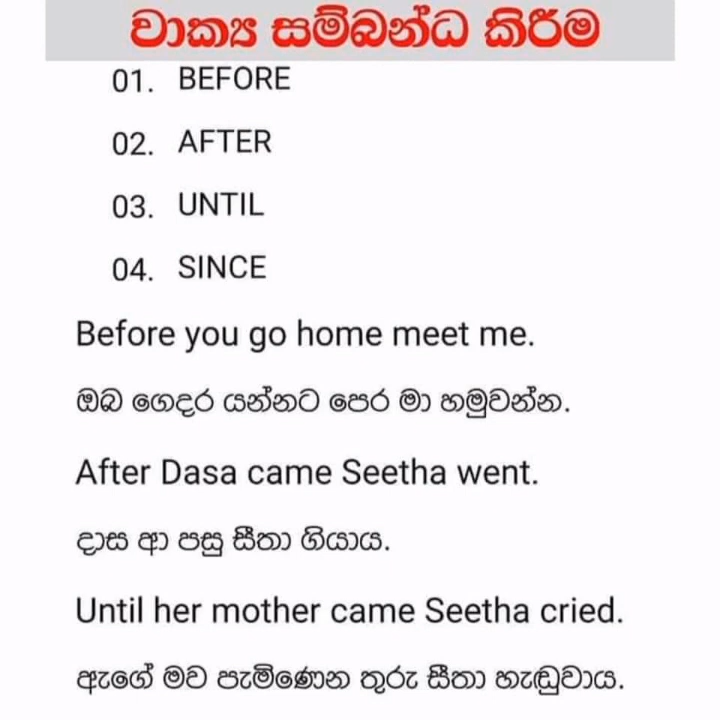 වාක්‍ය සම්බන්ධ කිරීම
01. BEFORE
02. AFTER
03. UNTIL
04. SINCE
Before you go home meet me.
ඔබ ගෙදර යන්නට පෙර මා හමුවන්න.
After Dasa came Seetha went.
දාස ආ පසු සීතා ගියාය.
Until her mother came Seetha cried.
ඇගේ මව පැමිණෙන තුරු සීතා හැඬුවාය.